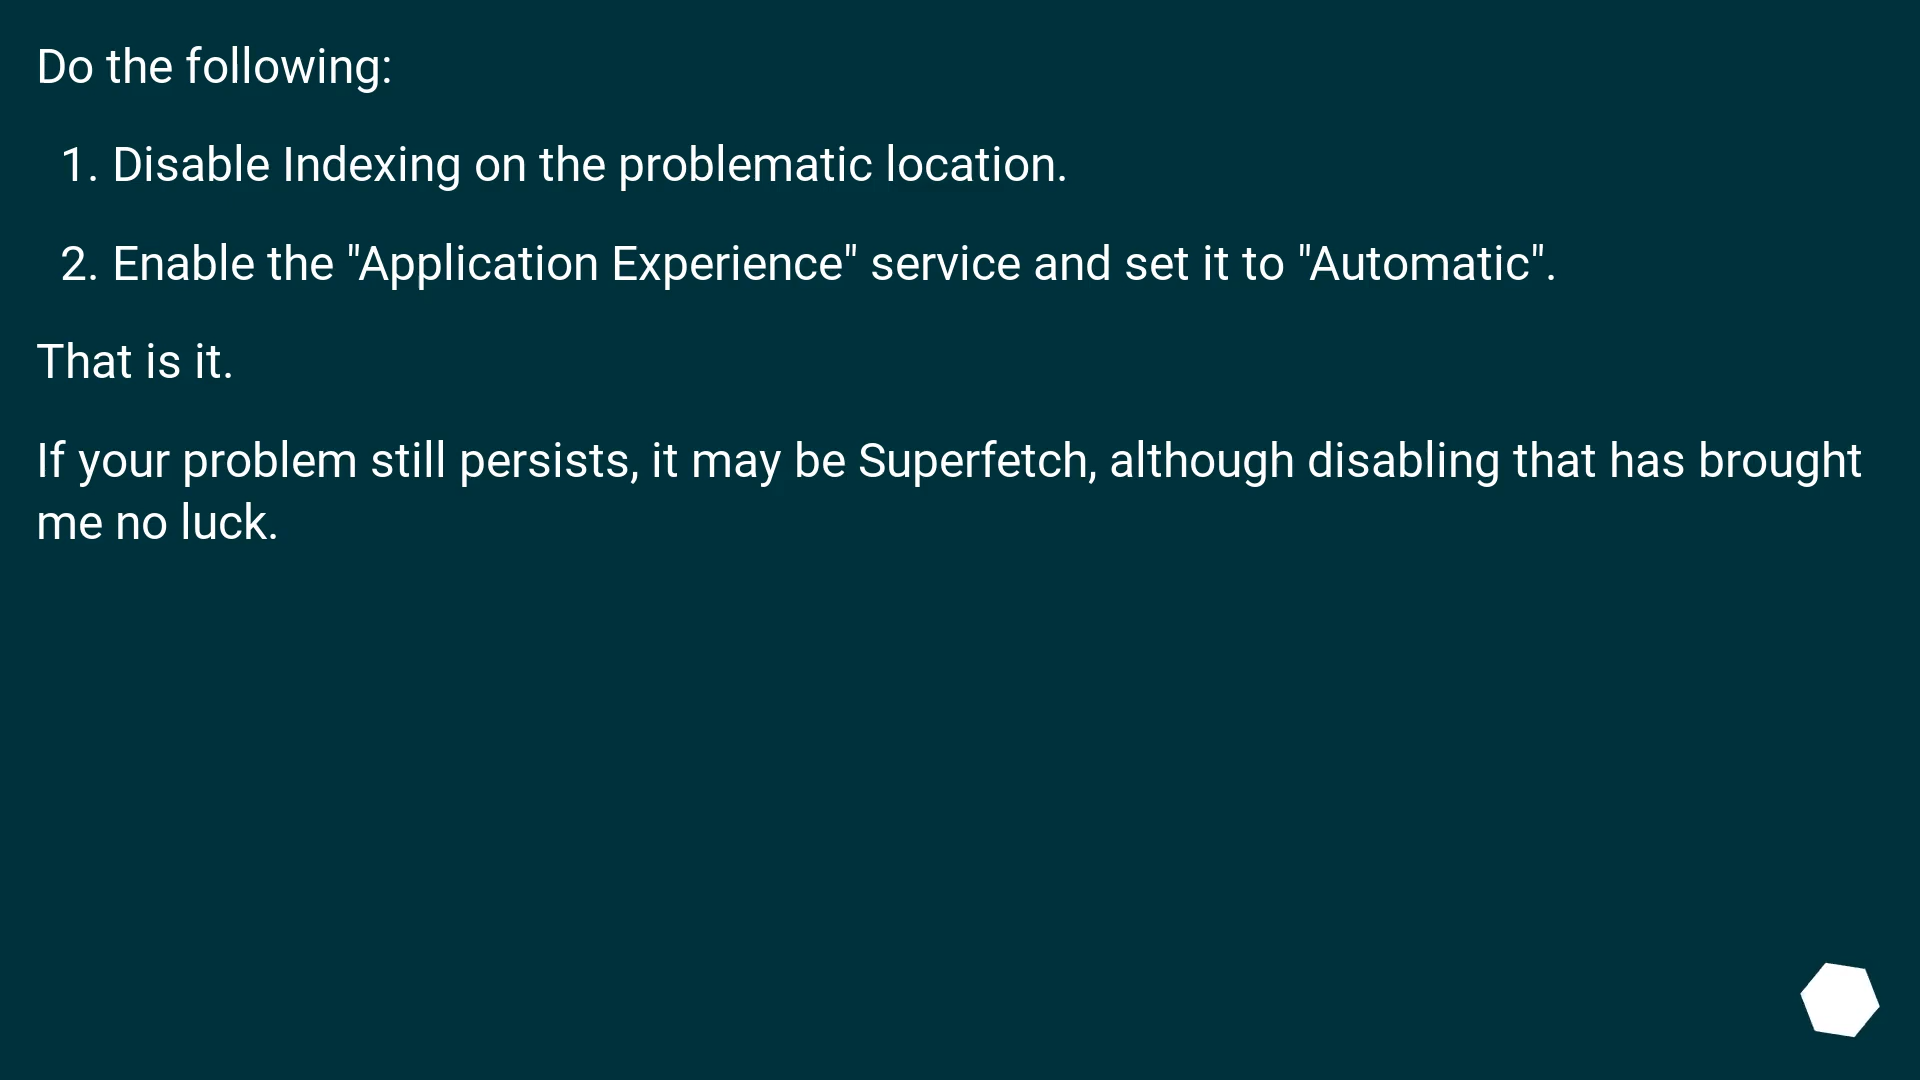 Do the following:
1. Disable Indexing on the problematic location.
2. Enable the "Application Experience" service and set it to "Automatic".
That is it.
If your problem still persists, it may be Superfetch, although disabling that has brought
me no luck.